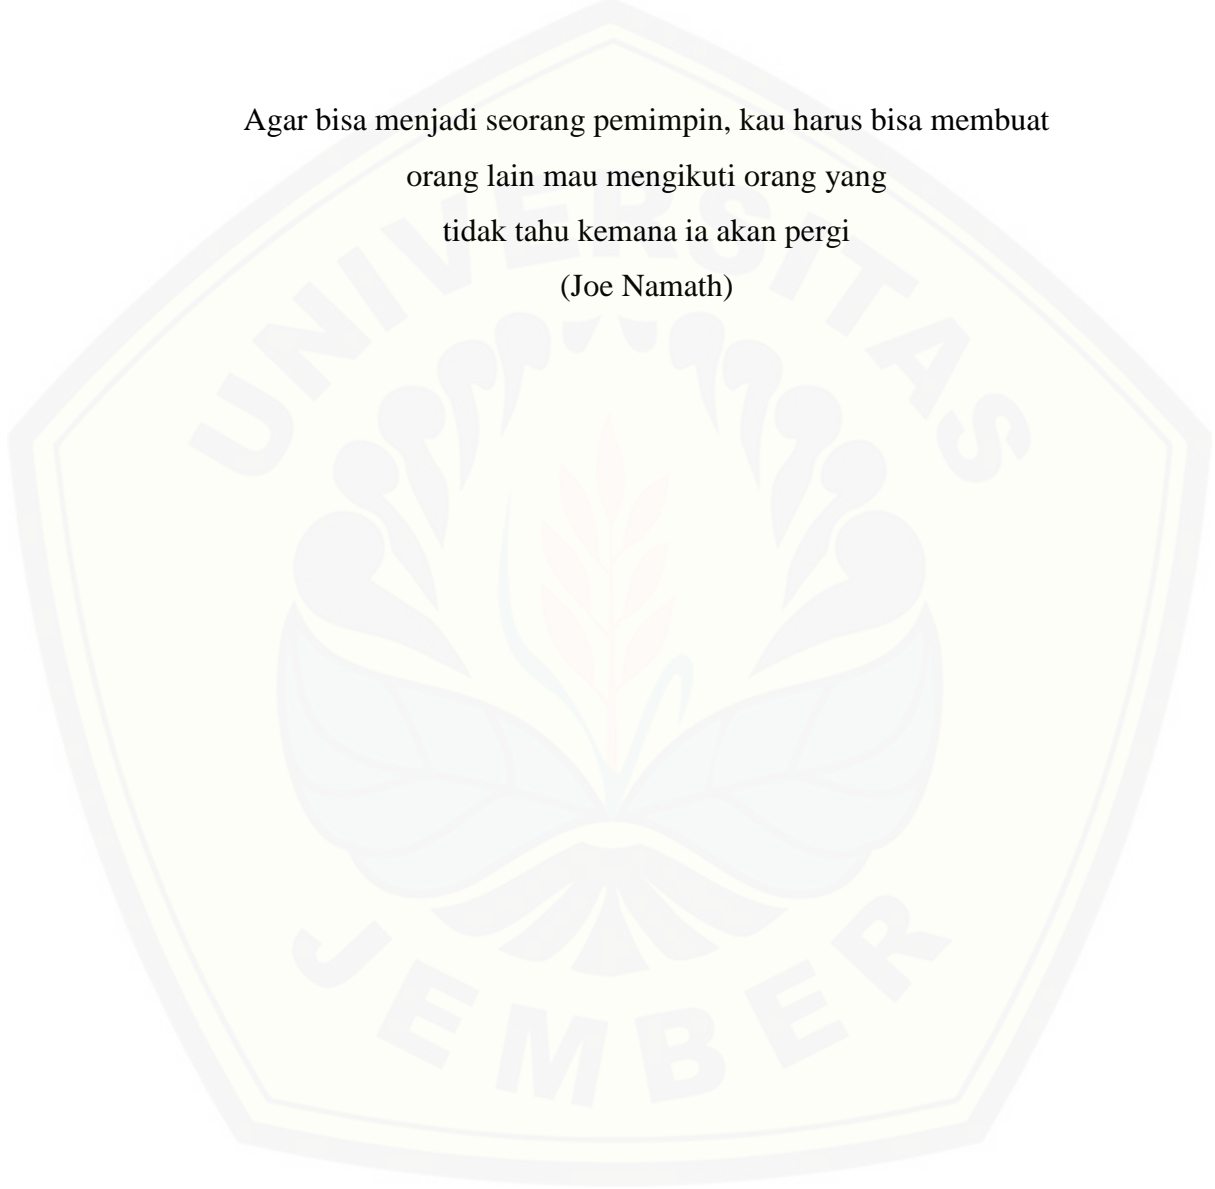 Agar bisa menjadi seorang pemimpin, kau harus bisa membuat
orang lain mau mengikuti orang yang
tidak tahu kemana ia akan pergi
(Joe Namath)
UNIVERSITAS
JEMBER